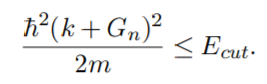 ħ²(k + Gₙ)² / 2m ≤ E_cut.